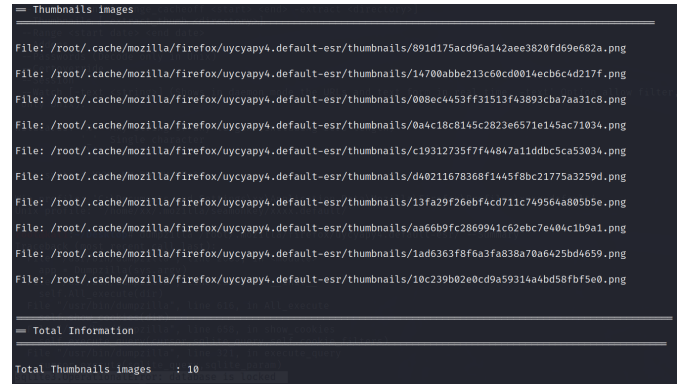 == Thumbnails images
File: /root/.cache/mozilla/firefox/uycyapy4.default-esr/thumbnails/891d175acd96a142aee3820fd69e682a.png
File: /root/.cache/mozilla/firefox/uycyapy4.default-esr/thumbnails/14700abbe213c60cd0014ecb6c4d217f.png
File: /root/.cache/mozilla/firefox/uycyapy4.default-esr/thumbnails/008ec4453ff31513f43893cba7aa31c8.png
File: /root/.cache/mozilla/firefox/uycyapy4.default-esr/thumbnails/0a4c18c8145c2823e6571e145ac71034.png
File: /root/.cache/mozilla/firefox/uycyapy4.default-esr/thumbnails/c19312735f7f44847a11ddbc5ca53034.png
File: /root/.cache/mozilla/firefox/uycyapy4.default-esr/thumbnails/d40211678368f1445f8bc21775a3259d.png
File: /root/.cache/mozilla/firefox/uycyapy4.default-esr/thumbnails/13fa29f26ebf4cd711c749564a805b5e.png
File: /root/.cache/mozilla/firefox/uycyapy4.default-esr/thumbnails/aa66b9fc2869941c62ebc7e404c1b9a1.png
File: /root/.cache/mozilla/firefox/uycyapy4.default-esr/thumbnails/1ad6363f8f6a3fa838a70a6425bd4659.png
File: /root/.cache/mozilla/firefox/uycyapy4.default-esr/thumbnails/10c239b02e0cd9a59314a4bd58fbf5e0.png
== Total Information
Total Thumbnails images : 10